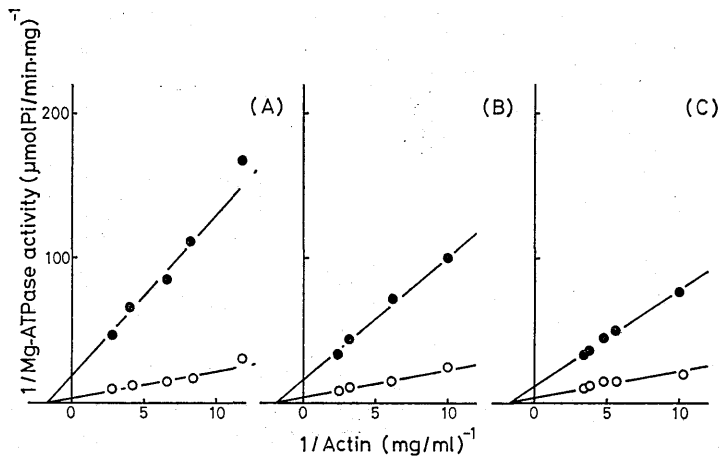 1/Mg-ATPase activity (μmolPi/min·mg)⁻¹
(A)
(B)
(C)
200
100
0 5 10
0 5 10
0 5 10
1/Actin (mg/ml)⁻¹